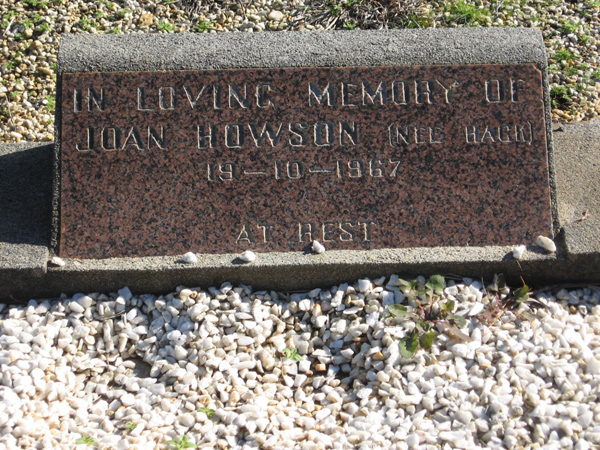 IN LOVING MEMORY OF
JOAN HOWSON (NEE HACK)
19-10-1967
AT REST